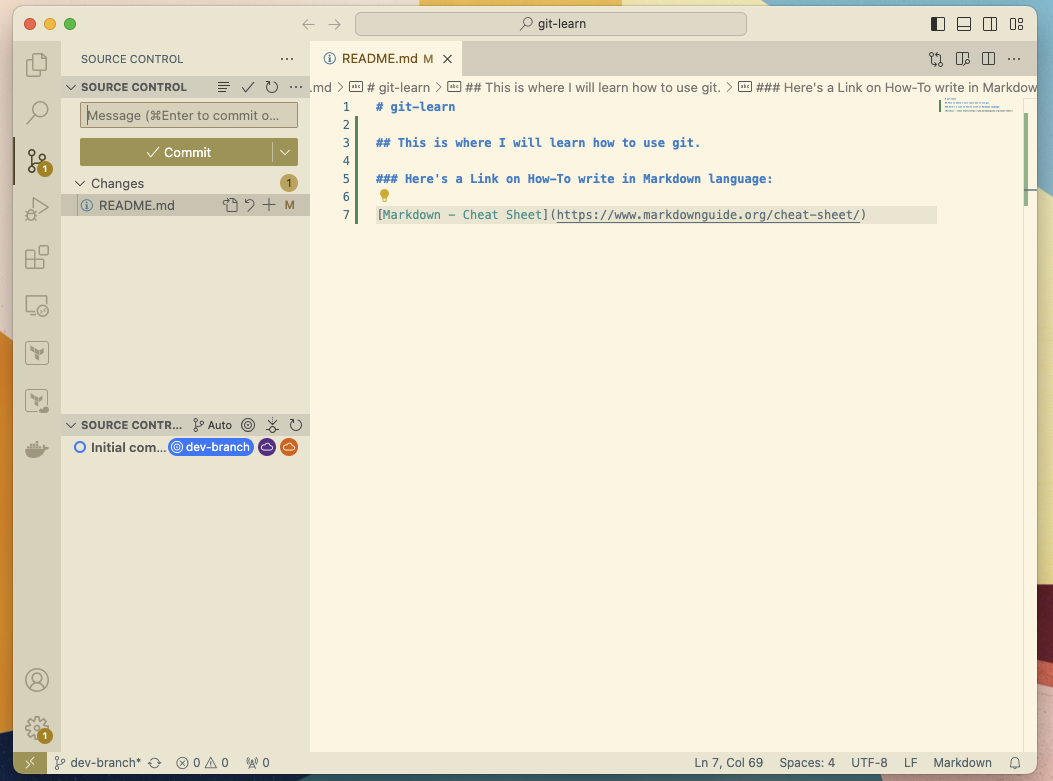 git-learn
SOURCE CONTROL
README.md M
SOURCE CONTROL
.md > # git-learn > ## This is where I will learn how to use git. > ### Here's a Link on How-To write in Markdow
Message (⌘Enter to commit o...
Commit
1
Changes 1
README.md M
1 # git-learn
2
3 ## This is where I will learn how to use git.
4
5 ### Here's a Link on How-To write in Markdown language:
6
7 [Markdown - Cheat Sheet](https://www.markdownguide.org/cheat-sheet/)
SOURCE CONTR... Auto
Initial com... dev-branch
1
dev-branch* 0 0 0 Ln 7, Col 69 Spaces: 4 UTF-8 LF Markdown